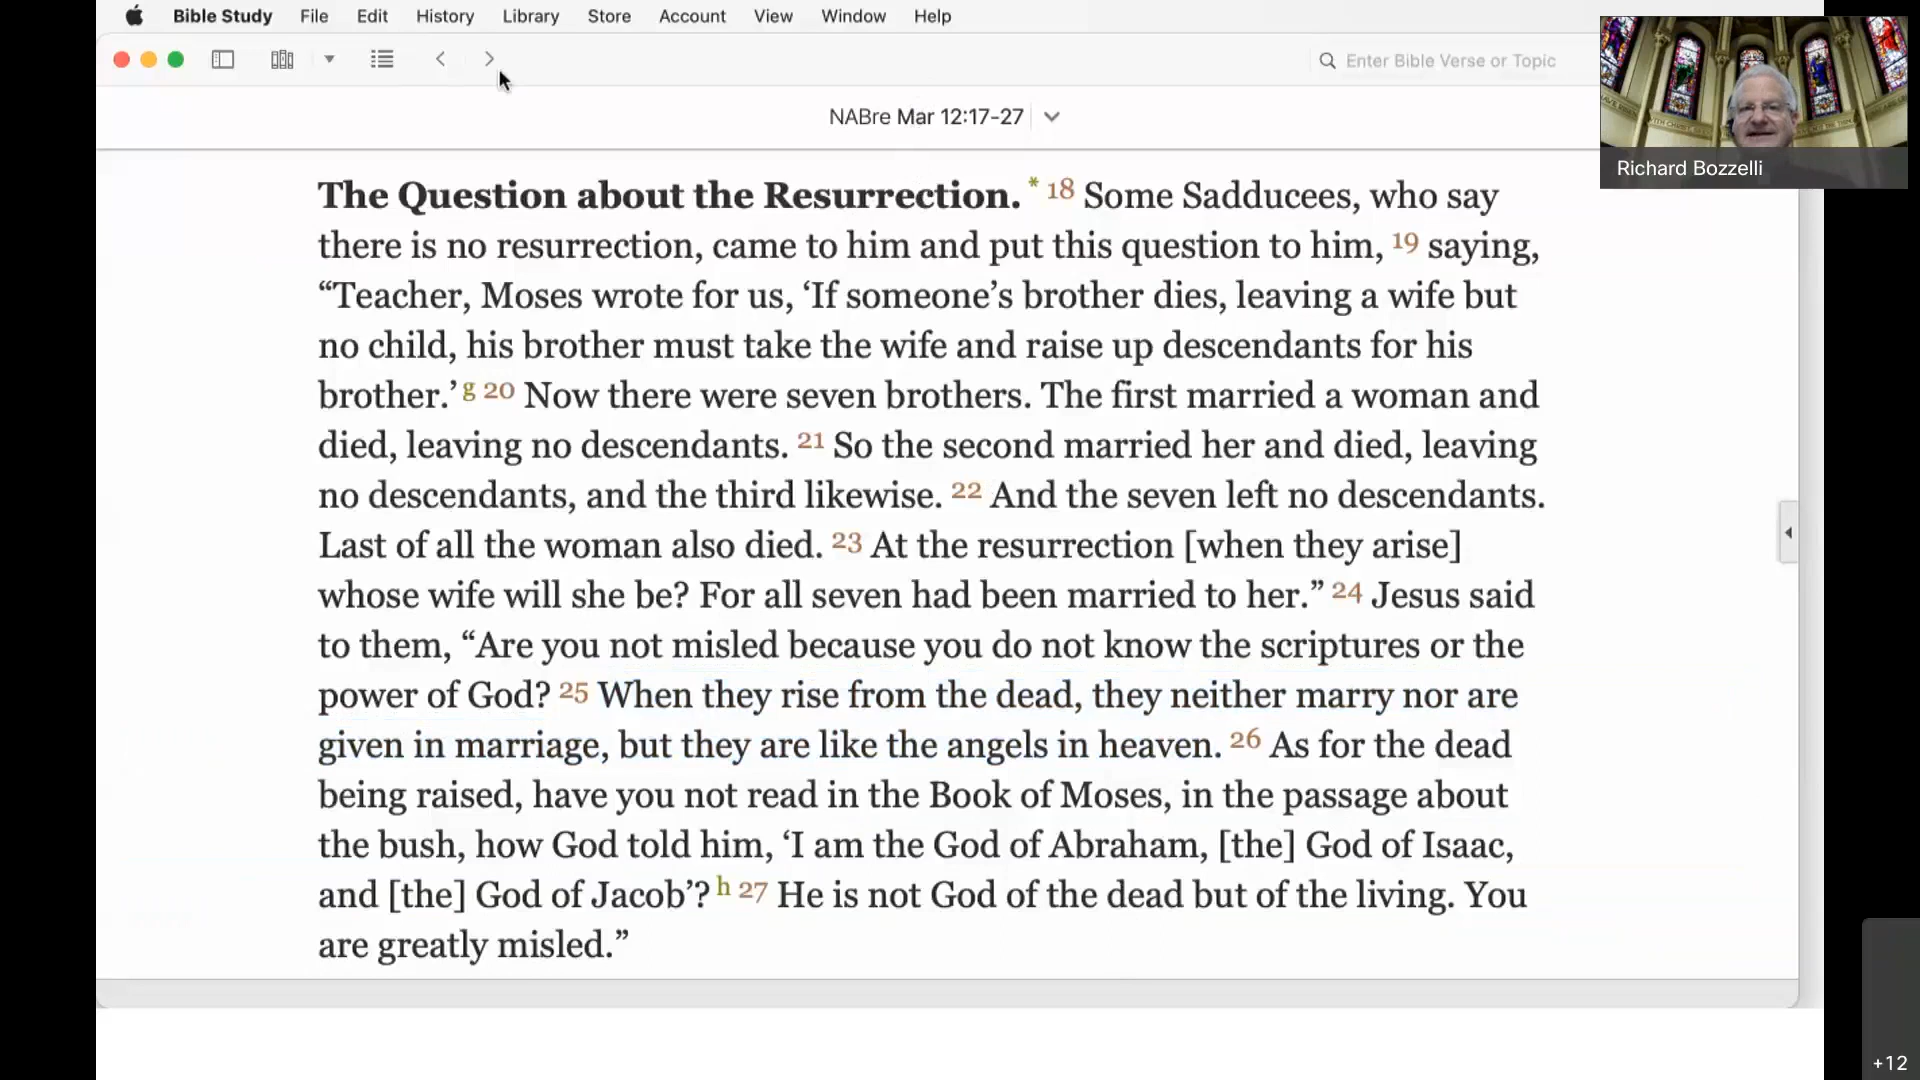 Bible Study File Edit History Library Store Account View Window Help
Enter Bible Verse or Topic
NABre Mar 12:17-27
Richard Bozzelli
The Question about the Resurrection. * 18 Some Sadducees, who say
there is no resurrection, came to him and put this question to him, 19 saying,
“Teacher, Moses wrote for us, ‘If someone’s brother dies, leaving a wife but
no child, his brother must take the wife and raise up descendants for his
brother.’ g 20 Now there were seven brothers. The first married a woman and
died, leaving no descendants. 21 So the second married her and died, leaving
no descendants, and the third likewise. 22 And the seven left no descendants.
Last of all the woman also died. 23 At the resurrection [when they arise]
whose wife will she be? For all seven had been married to her.” 24 Jesus said
to them, “Are you not misled because you do not know the scriptures or the
power of God? 25 When they rise from the dead, they neither marry nor are
given in marriage, but they are like the angels in heaven. 26 As for the dead
being raised, have you not read in the Book of Moses, in the passage about
the bush, how God told him, ‘I am the God of Abraham, [the] God of Isaac,
and [the] God of Jacob’? h 27 He is not God of the dead but of the living. You
are greatly misled.”
+12